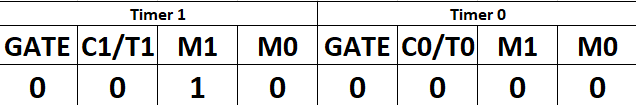 Timer 1 Timer 0
GATE C1/T1 M1 M0 GATE C0/T0 M1 M0
0 0 1 0 0 0 0 0